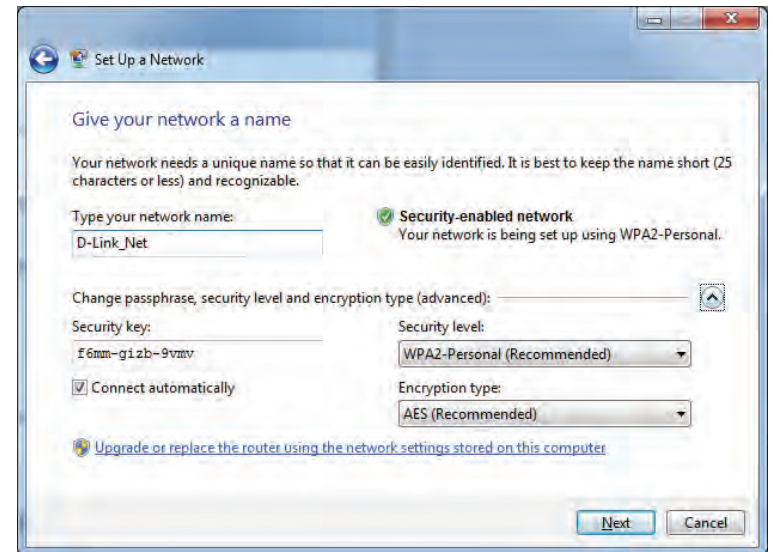 Set Up a Network
Give your network a name
Your network needs a unique name so that it can be easily identified. It is best to keep the name short (25
characters or less) and recognizable.
Type your network name:
D-Link_Net
Security-enabled network
Your network is being set up using WPA2-Personal.
Change passphrase, security level and encryption type (advanced):
Security key:
f6mm-gizb-9vmv
Connect automatically
Security level:
WPA2-Personal (Recommended)
Encryption type:
AES (Recommended)
Upgrade or replace the router using the network settings stored on this computer
Next
Cancel